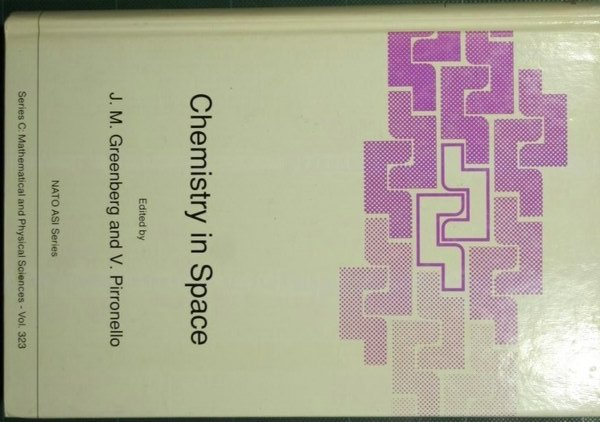 Chemistry in Space
Edited by
J. M. Greenberg and V. Pirronello
NATO ASI Series
Series C: Mathematical and Physical Sciences - Vol. 323